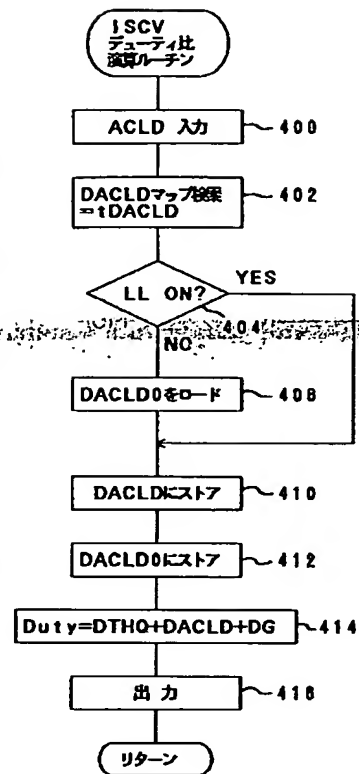 ISCV
デューティ比
演算ルーチン
ACLD 入力
400
DACLDマップ検索
=tDACLD
402
LL ON?
YES
404
NO
DACLD0をロード
408
DACLDにストア
410
DACLD0にストア
412
Duty=DTHQ+DACLD+DG
414
出力
416
リターン